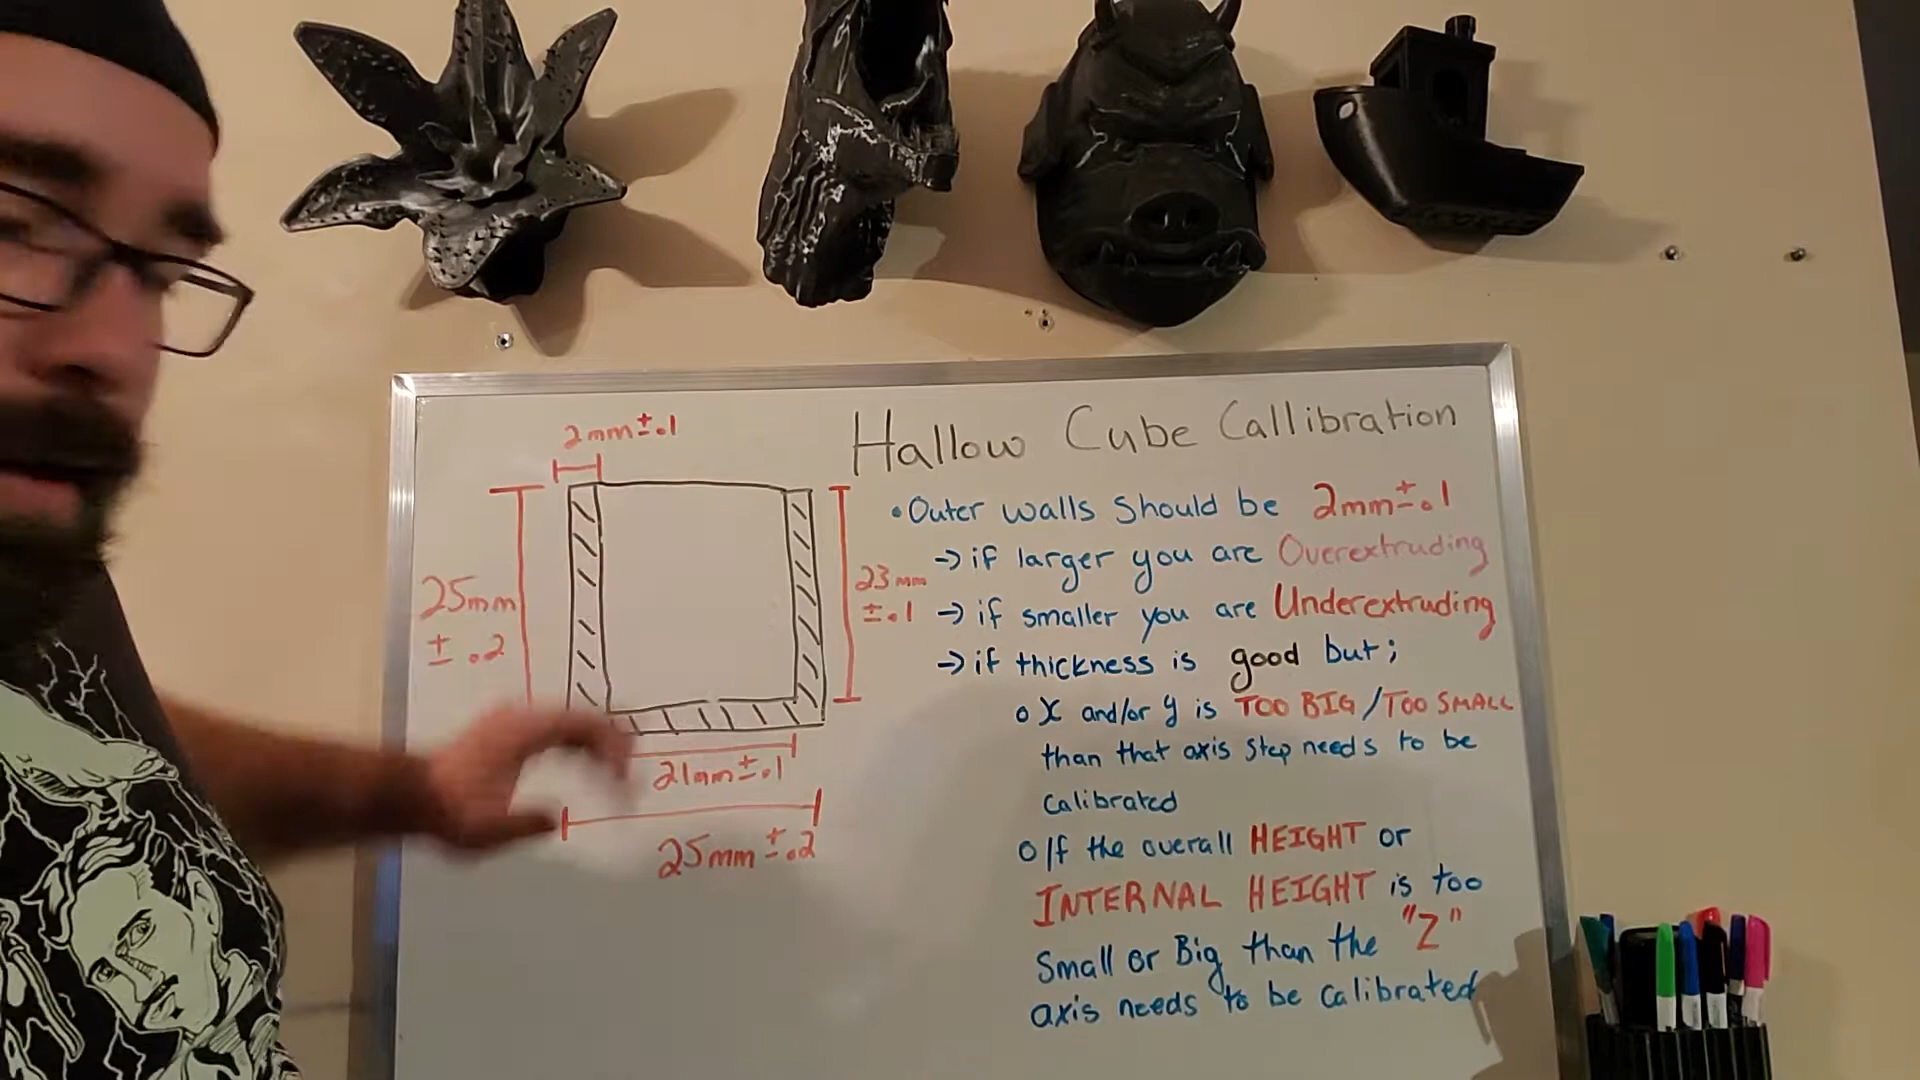 Hallow Cube Callibration
2mm ± .1
25mm
± .2
23mm
± .1
21mm ± .1
25mm ± .2
• Outer walls Should be 2mm ± .1
→ if larger you are Overextruding
→ if smaller you are Underextruding
→ if thickness is good but;
o X and/or y is TOO BIG / TOO SMALL
than that axis step needs to be
Calibrated
o If the overall HEIGHT or
INTERNAL HEIGHT is too
Small or Big than the "Z"
axis needs to be Calibrated